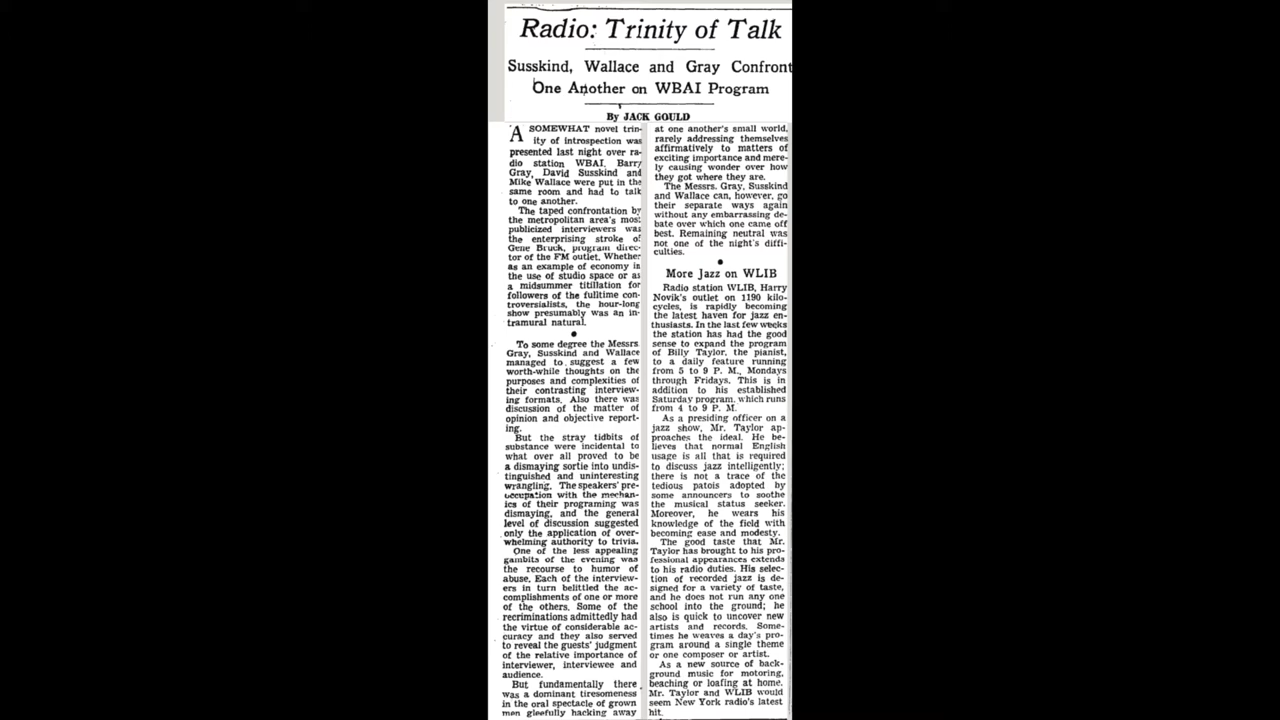 Radio: Trinity of Talk
Susskind, Wallace and Gray Confront
One Another on WBAI Program
By JACK GOULD
A SOMEWHAT novel trin-
ity of introspection was
presented last night over ra-
dio station WBAI. Barry
Gray, David Susskind and
Mike Wallace were put in the
same room and had to talk
to one another.
The taped confrontation by
the metropolitan area's most
publicized interviewers was
the enterprising stroke of
Gene Bruck, program direc-
tor of the FM outlet. Whether
as an example of economy in
the use of studio space or as
a midsummer titillation for
followers of the fulltime con-
troversialists, the hour-long
show presumably was an in-
tramural natural.
•
To some degree the Messrs.
Gray, Susskind and Wallace
managed to suggest a few
worth-while thoughts on the
purposes and complexities of
their contrasting interview-
ing formats. Also there was
discussion of the matter of
opinion and objective report-
ing.
But the stray tidbits of
substance were incidental to
what over all proved to be
a dismaying sortie into undis-
tinguished and uninteresting
wrangling. The speakers' pre-
occupation with the mechan-
ics of their programing was
dismaying, and the general
level of discussion suggested
only the application of over-
whelming authority to trivia.
One of the less appealing
gambits of the evening was
the recourse to humor of
abuse. Each of the interview-
ers in turn belittled the ac-
complishments of one or more
of the others. Some of the
recriminations admittedly had
the virtue of considerable ac-
curacy and they also served
to reveal the guests' judgment
of the relative importance of
interviewer, interviewee and
audience.
But fundamentally there
was a dominant tiresomeness
in the oral spectacle of grown
men gleefully hacking away
at one another's small world,
rarely addressing themselves
affirmatively to matters of
exciting importance and mere-
ly causing wonder over how
they got where they are.
The Messrs. Gray, Susskind
and Wallace can, however, go
their separate ways again
without any embarrassing de-
bate over which one came off
best. Remaining neutral was
not one of the night's diffi-
culties.
•
More Jazz on WLIB
Radio station WLIB, Harry
Novik's outlet on 1190 kilo-
cycles, is rapidly becoming
the latest haven for jazz en-
thusiasts. In the last few weeks
the station has had the good
sense to expand the program
of Billy Taylor, the pianist,
to a daily feature running
from 5 to 9 P. M., Mondays
through Fridays. This is in
addition to his established
Saturday program, which runs
from 4 to 9 P. M.
As a presiding officer on a
jazz show, Mr. Taylor ap-
proaches the ideal. He be-
lieves that normal English
usage is all that is required
to discuss jazz intelligently;
there is not a trace of the
tedious patois adopted by
some announcers to soothe
the musical status seeker.
Moreover, he wears his
knowledge of the field with
becoming ease and modesty.
The good taste that Mr.
Taylor has brought to his pro-
fessional appearances extends
to his radio duties. His selec-
tion of recorded jazz is de-
signed for a variety of taste,
and he does not run any one
school into the ground; he
also is quick to uncover new
artists and records. Some-
times he weaves a day's pro-
gram around a single theme
or one composer or artist.
As a new source of back-
ground music for motoring,
beaching or loafing at home,
Mr. Taylor and WLIB would
seem New York radio's latest
hit.